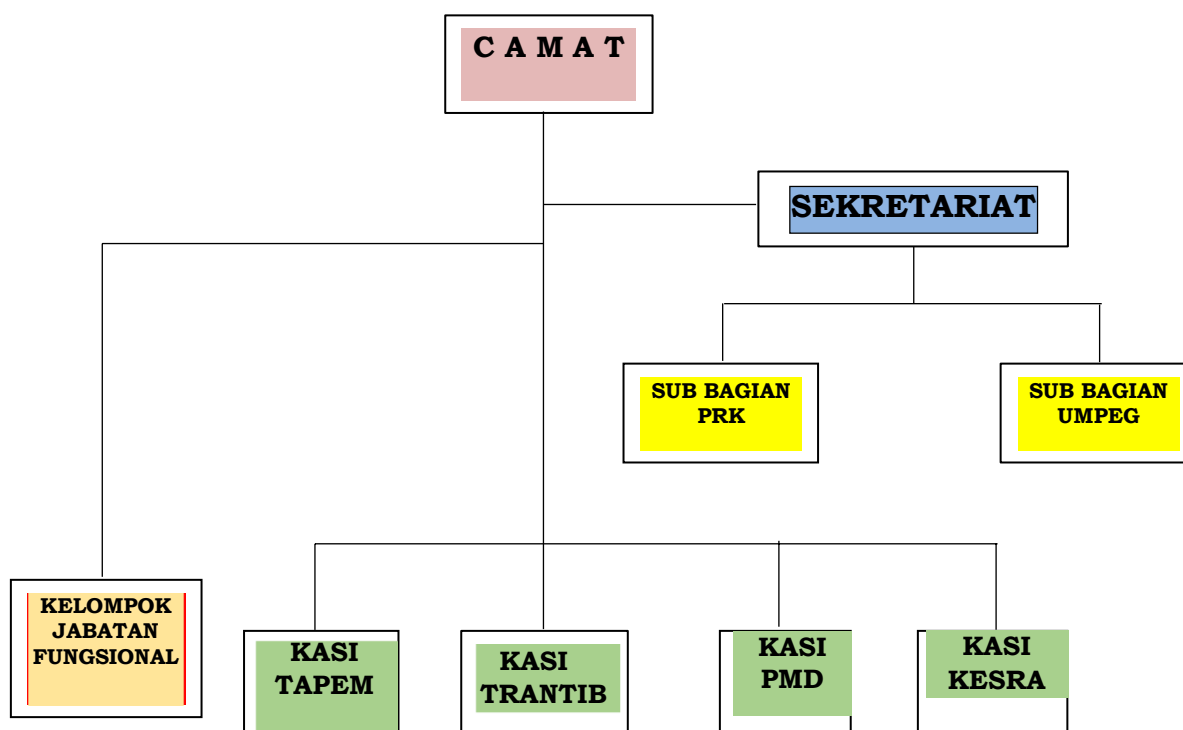 C A M A T
SEKRETARIAT
SUB BAGIAN
PRK
SUB BAGIAN
UMPEG
KELOMPOK
JABATAN
FUNGSIONAL
KASI
TAPEM
KASI
TRANTIB
KASI
PMD
KASI
KESRA